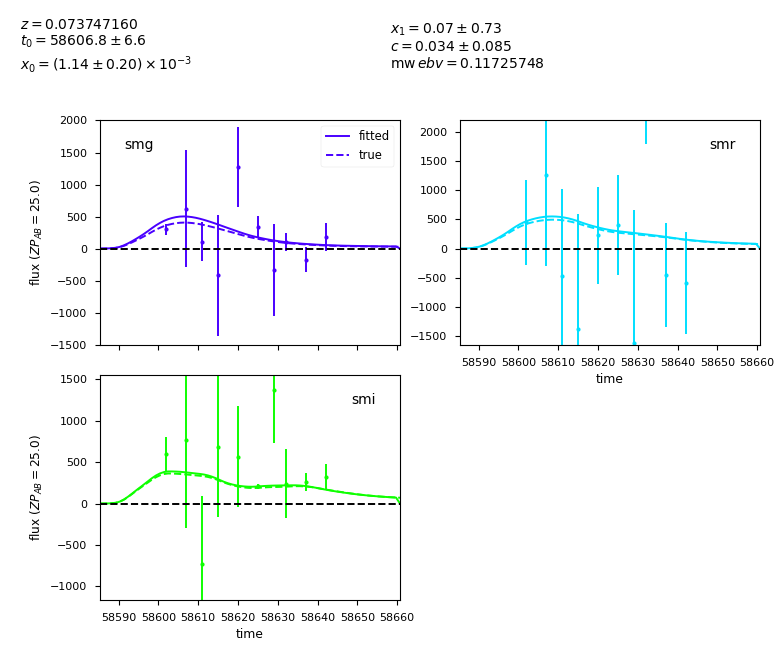 z = 0.073747160
t0 = 58606.8 ± 6.6
x0 = (1.14 ± 0.20) × 10^−3
x1 = 0.07 ± 0.73
c = 0.034 ± 0.085
mw ebv = 0.11725748
smg
fitted
true
2000
1500
1000
500
0
−500
−1000
−1500
flux (ZP_AB = 25.0)
smr
2000
1500
1000
500
0
−500
−1000
−1500
58590 58600 58610 58620 58630 58640 58650 58660
time
smi
1500
1000
500
0
−500
−1000
flux (ZP_AB = 25.0)
58590 58600 58610 58620 58630 58640 58650 58660
time